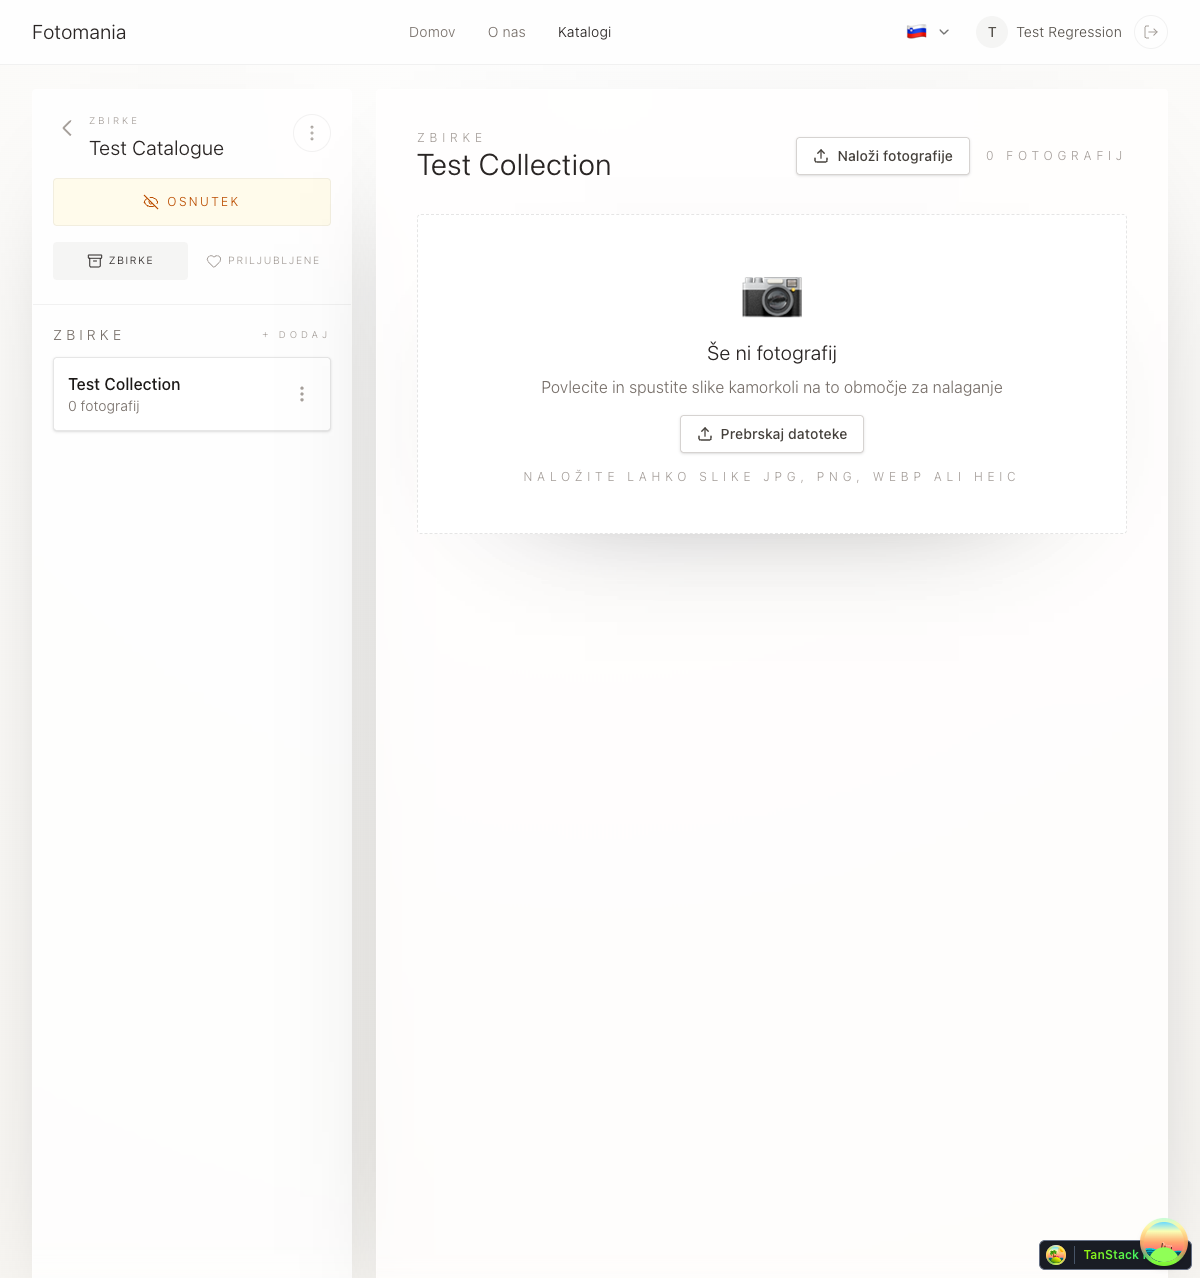 Fotomania
Domov
O nas
Katalogi
T
Test Regression
ZBIRKE
Test Catalogue
OSNUTEK
ZBIRKE
PRILJUBLJENE
ZBIRKE
+ DODAJ
Test Collection
0 fotografij
ZBIRKE
Test Collection
Naloži fotografije
0 FOTOGRAFIJ
Še ni fotografij
Povlecite in spustite slike kamorkoli na to območje za nalaganje
Prebrskaj datoteke
NALOŽITE LAHKO SLIKE JPG, PNG, WEBP ALI HEIC
TanStack